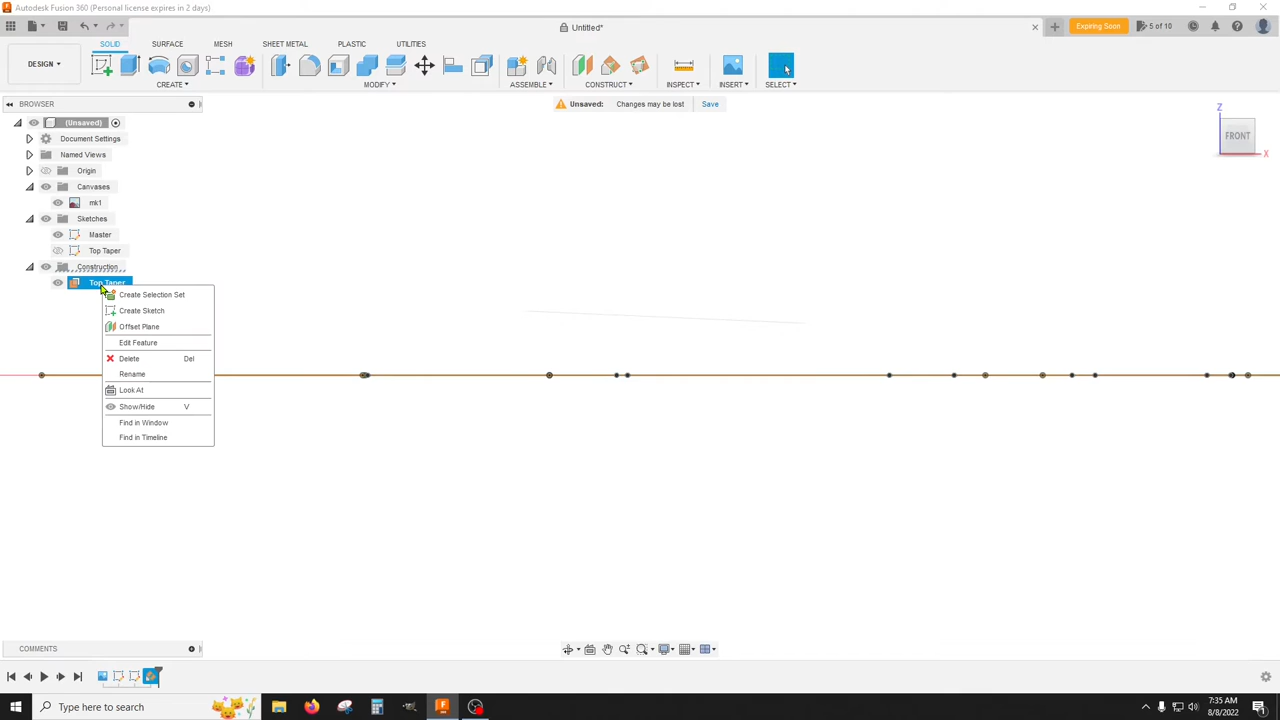 Autodesk Fusion 360 (Personal license expires in 2 days)
Untitled*
Expiring Soon
5 of 10
DESIGN
SOLID SURFACE MESH SHEET METAL PLASTIC UTILITIES
CREATE MODIFY ASSEMBLE CONSTRUCT INSPECT INSERT SELECT
BROWSER
Unsaved: Changes may be lost Save
(Unsaved)
Document Settings
Named Views
Origin
Canvases
mk1
Sketches
Master
Top Taper
Construction
Top Taper
Create Selection Set
Create Sketch
Offset Plane
Edit Feature
Delete Del
Rename
Look At
Show/Hide V
Find in Window
Find in Timeline
Z
FRONT
X
COMMENTS
Type here to search
7:35 AM
8/8/2022
1